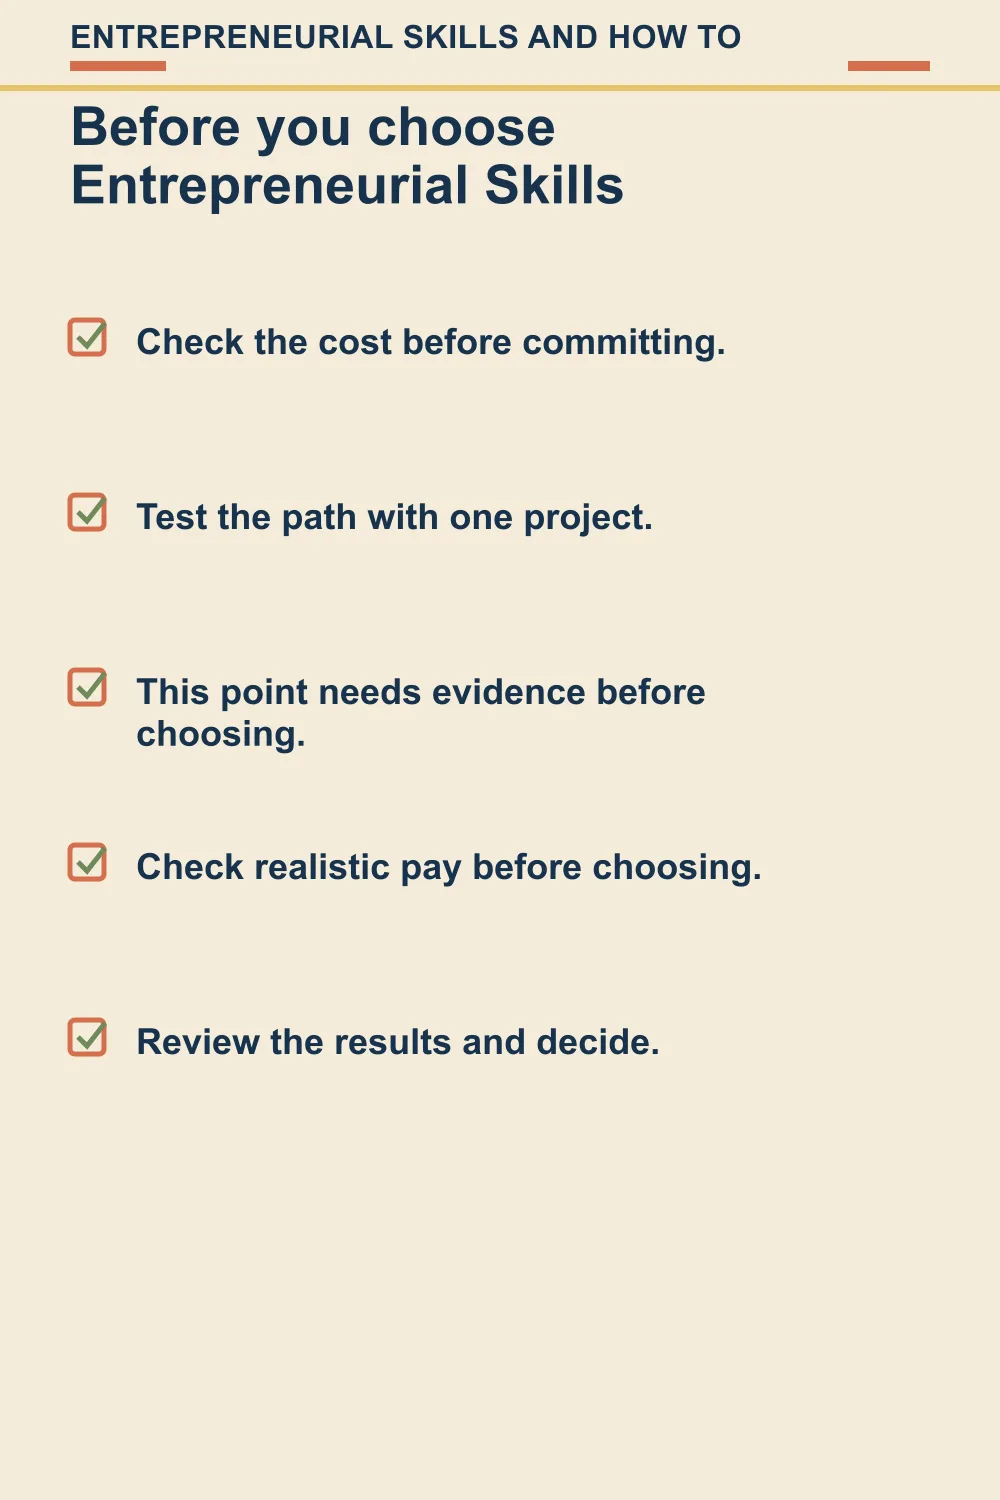 ENTREPRENEURIAL SKILLS AND HOW TO
Before you choose
Entrepreneurial Skills
Check the cost before committing.
Test the path with one project.
This point needs evidence before
choosing.
Check realistic pay before choosing.
Review the results and decide.